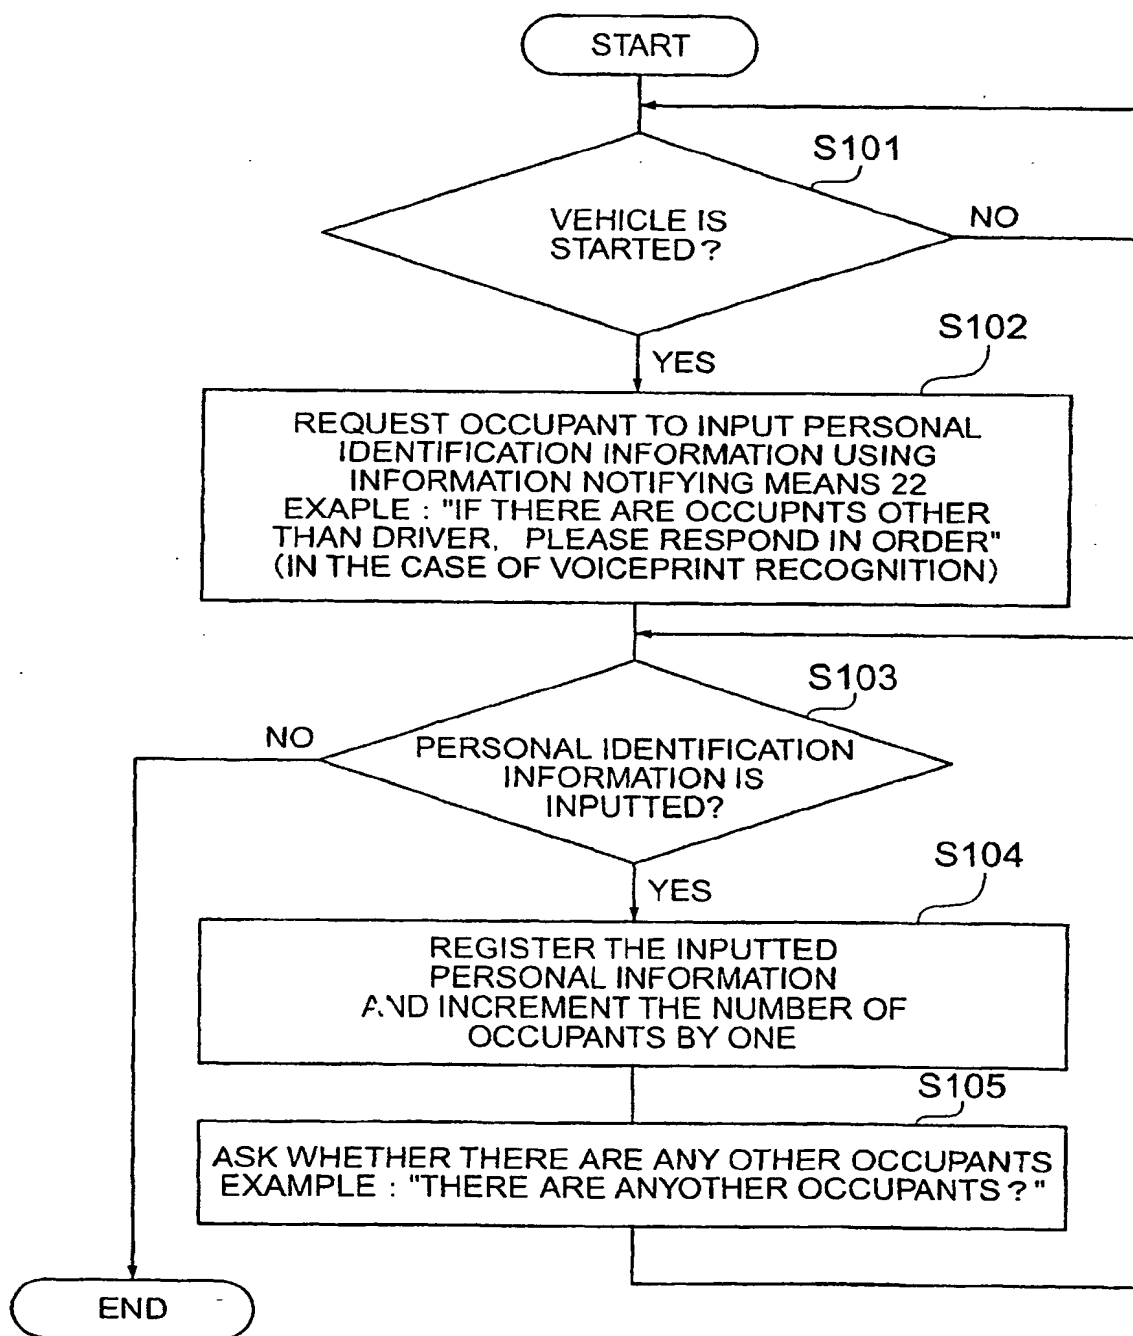 START
S101
VEHICLE IS
STARTED?
NO
YES
S102
REQUEST OCCUPANT TO INPUT PERSONAL
IDENTIFICATION INFORMATION USING
INFORMATION NOTIFYING MEANS 22
EXAPLE : "IF THERE ARE OCCUPNTS OTHER
THAN DRIVER, PLEASE RESPOND IN ORDER"
(IN THE CASE OF VOICEPRINT RECOGNITION)
S103
NO
PERSONAL IDENTIFICATION
INFORMATION IS
INPUTTED?
YES
S104
REGISTER THE INPUTTED
PERSONAL INFORMATION
AND INCREMENT THE NUMBER OF
OCCUPANTS BY ONE
S105
ASK WHETHER THERE ARE ANY OTHER OCCUPANTS
EXAMPLE : "THERE ARE ANYOTHER OCCUPANTS ? "
END